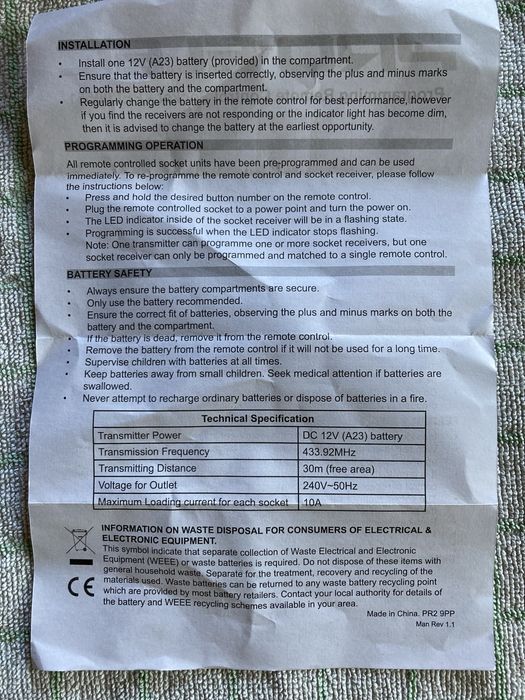 INSTALLATION
• Install one 12V (A23) battery (provided) in the compartment.
• Ensure that the battery is inserted correctly, observing the plus and minus marks
on both the battery and the compartment.
• Regularly change the battery in the remote control for best performance, however
if you find the receivers are not responding or the indicator light has become dim,
then it is advised to change the battery at the earliest opportunity.
PROGRAMMING OPERATION
All remote controlled socket units have been pre-programmed and can be used
immediately. To re-programme the remote control and socket receiver, please follow
the instructions below:
• Press and hold the desired button number on the remote control.
• Plug the remote controlled socket to a power point and turn the power on.
• The LED indicator inside of the socket receiver will be in a flashing state.
• Programming is successful when the LED indicator stops flashing.
Note: One transmitter can programme one or more socket receivers, but one
socket receiver can only be programmed and matched to a single remote control.
BATTERY SAFETY
• Always ensure the battery compartments are secure.
• Only use the battery recommended.
• Ensure the correct fit of batteries, observing the plus and minus marks on both the
battery and the compartment.
• If the battery is dead, remove it from the remote control.
• Remove the battery from the remote control if it will not be used for a long time.
• Supervise children with batteries at all times.
• Keep batteries away from small children. Seek medical attention if batteries are
swallowed.
• Never attempt to recharge ordinary batteries or dispose of batteries in a fire.
Technical Specification
Transmitter Power DC 12V (A23) battery
Transmission Frequency 433.92MHz
Transmitting Distance 30m (free area)
Voltage for Outlet 240V~50Hz
Maximum Loading current for each socket 10A
INFORMATION ON WASTE DISPOSAL FOR CONSUMERS OF ELECTRICAL &
ELECTRONIC EQUIPMENT.
This symbol indicate that separate collection of Waste Electrical and Electronic
Equipment (WEEE) or waste batteries is required. Do not dispose of these items with
general household waste. Separate for the treatment, recovery and recycling of the
materials used. Waste batteries can be returned to any waste battery recycling point
which are provided by most battery retailers. Contact your local authority for details of
the battery and WEEE recycling schemes available in your area.
CE
Made in China. PR2 9PP
Man Rev 1.1